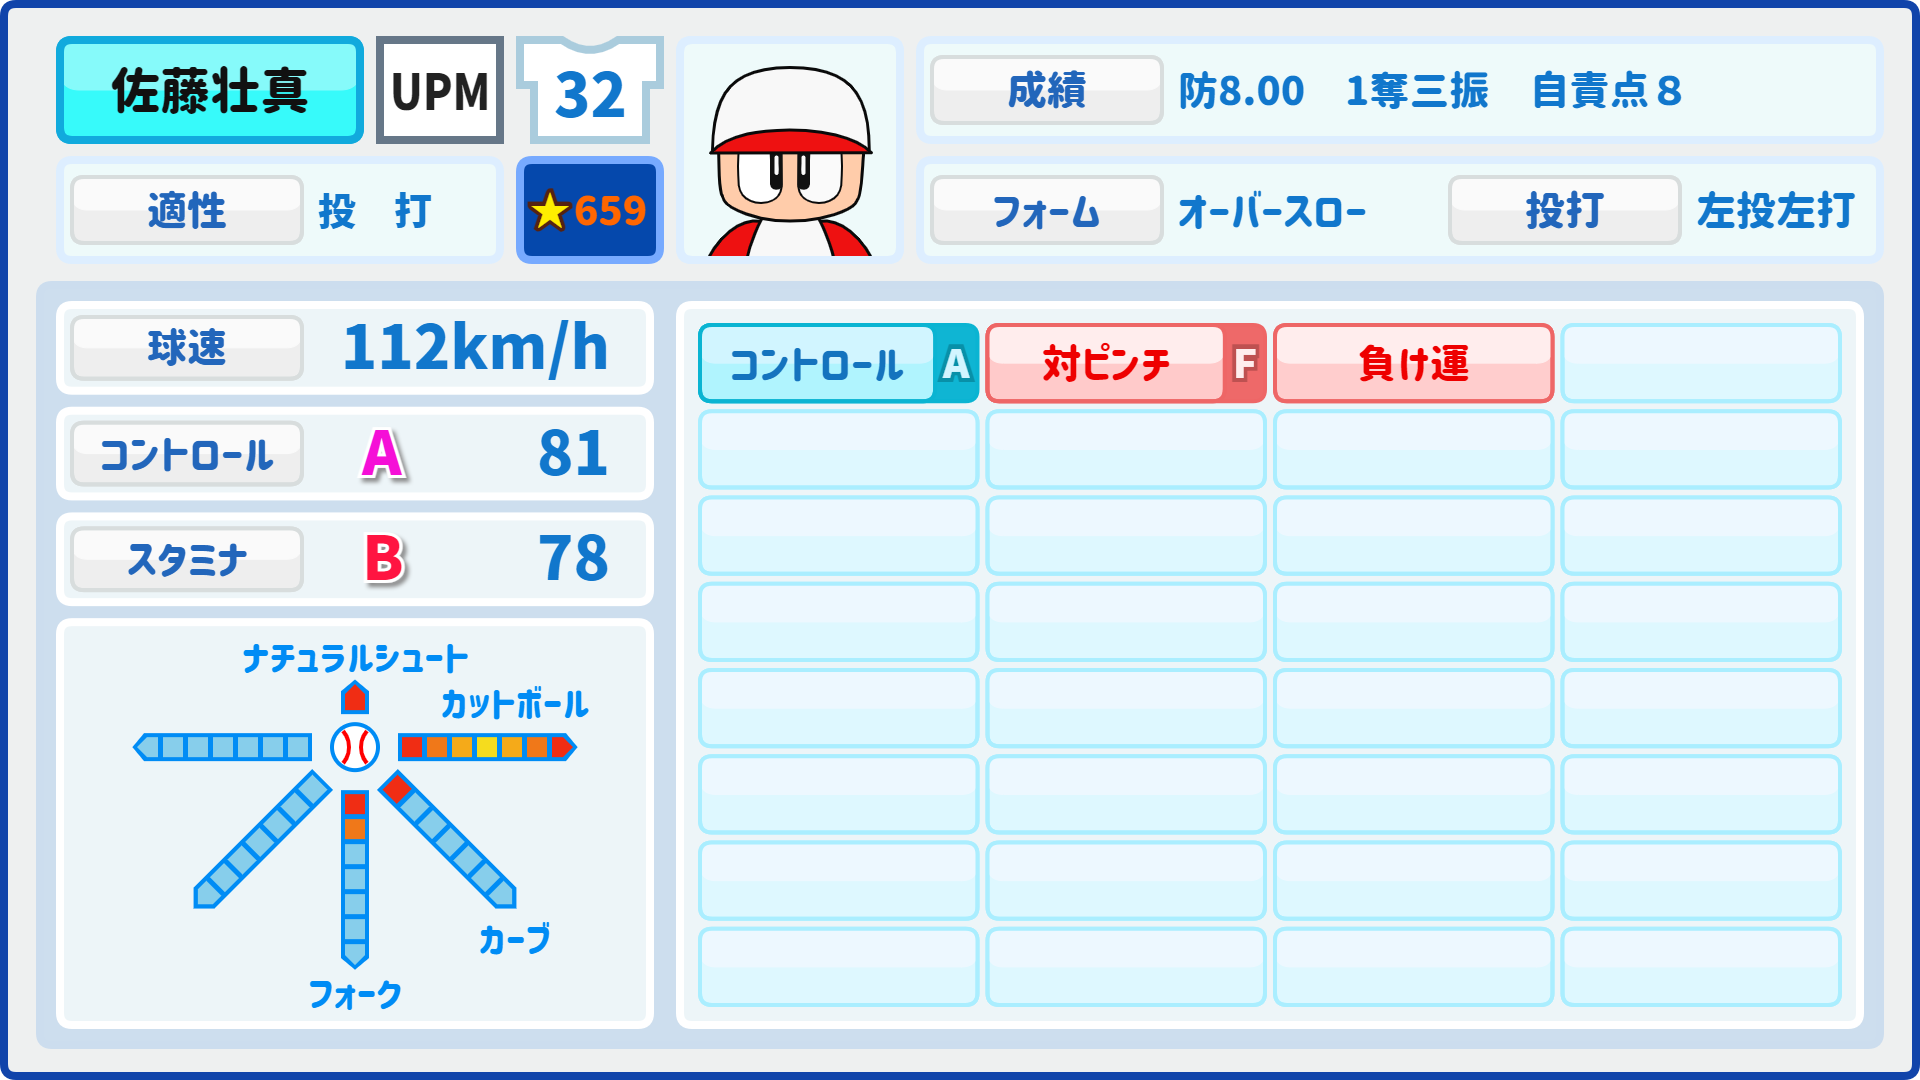 佐藤壮真
UPM
32
成績 防8.00　1奪三振　自責点８
適性 投　打
★659
フォーム オーバースロー 投打 左投左打
球速 112km/h
コントロール A 81
スタミナ B 78
コントロール A
対ピンチ F
負け運
ナチュラルシュート
カットボール
カーブ
フォーク